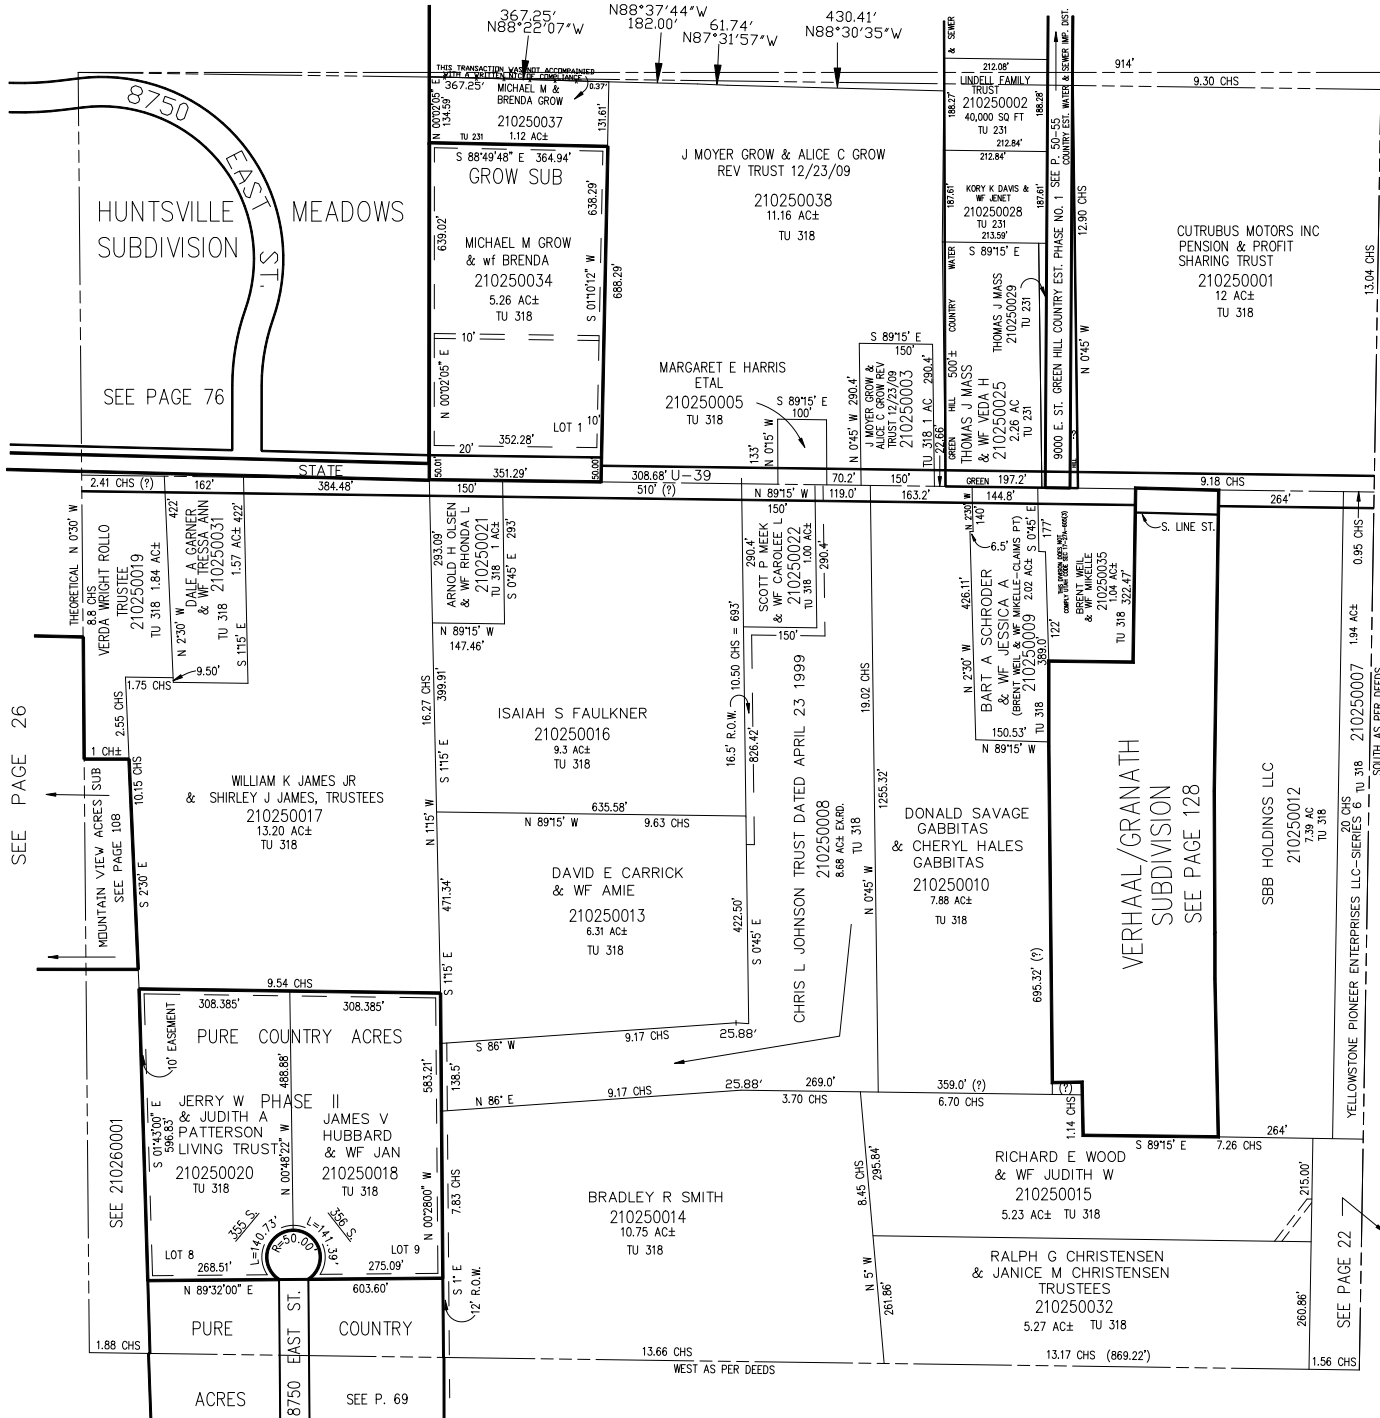 367.25'
N88°22'07"W
N88°37'44"W
182.00'
61.74'
N87°31'57"W
430.41'
N88°30'35"W
THIS TRANSACTION WAS NOT ACCOMPANIED
WITH A WRITTEN NTC OF COMPLIANCE
367.25'
0.37'
MICHAEL M &
BRENDA GROW
210250037
TU 231
1.12 AC±
N 00°02'05" E
134.59'
131.61'
8750
EAST
ST.
HUNTSVILLE MEADOWS
SUBDIVISION
SEE PAGE 76
S 88°49'48" E 364.94'
GROW SUB
MICHAEL M GROW
& wf BRENDA
210250034
5.26 AC±
TU 318
639.02'
N 00°02'05" E
638.29'
S 01°10'12" W
688.29'
10'
10'
LOT 1
20'
352.28'
50.01'
351.29'
50.00'
J MOYER GROW & ALICE C GROW
REV TRUST 12/23/09
210250038
11.16 AC±
TU 318
MARGARET E HARRIS
ETAL
210250005
TU 318
S 89°15' E
100'
133'
N 0°15' W
S 89°15' E
150'
N 0°45' W 290.4'
J MOYER GROW &
ALICE C GROW REV
TRUST 12/23/09
210250003
TU 318 1 AC 290.4'
22.66'
& SEWER
212.08'
LINDELL FAMILY
TRUST
210250002
40,000 SQ FT
TU 231
212.84'
188.27'
188.28'
212.84'
KORY K DAVIS &
WF JENET
210250028
TU 231
213.59'
187.61'
187.61'
S 89°15' E
THOMAS J MASS
210250029
TU 231
GREEN HILL COUNTRY WATER
500'±
THOMAS J MASS
& WF VEDA H
210250025
2.26 AC
TU 231
GREEN
197.2'
HILL
9000 E. ST. GREEN HILL COUNTRY EST. PHASE NO. 1 SEE P. 50-55
COUNTRY EST. WATER & SEWER IMP. DIST.
914'
9.30 CHS
12.90 CHS
N 0°45' W
13.04 CHS
CUTRUBUS MOTORS INC
PENSION & PROFIT
SHARING TRUST
210250001
12 AC±
TU 318
STATE
308.68' U-39
70.2'
150'
9.18 CHS
2.41 CHS (?)
162'
384.48'
150'
510' (?)
N 89°15' W
150'
119.0'
163.2'
144.8'
264'
S. LINE ST.
THEORETICAL N 0°30' W
8.8 CHS
VERDA WRIGHT ROLLO
TRUSTEE
210250019
TU 318 1.84 AC±
422'
N 2°30' W
DALE A GARNER
& WF TRESSA ANN
TU 318 210250031
1.57 AC± 422'
S 1°15' E
9.50'
1.75 CHS
2.55 CHS
293.09'
ARNOLD H OLSEN
& WF RHONDA L
210250021
TU 318 1 AC±
S 0°45' E 293'
N 89°15' W
147.46'
16.27 CHS
399.91'
S 1°15' E
N 1°15' W
290.4'
SCOTT P MEEK
& WF CAROLEE L
210250022
TU 318 1.00 AC±
290.4'
150'
10.50 CHS = 693'
16.5' R.O.W.
826.42'
ISAIAH S FAULKNER
210250016
9.3 AC±
TU 318
635.58'
N 89°15' W
9.63 CHS
CHRIS L JOHNSON TRUST DATED APRIL 23 1999
210250008
8.68 AC± EX.RD.
TU 318
19.02 CHS
1255.32'
N 0°45' W
N 2°30' W
140'
6.5'
426.11'
N 2°30' W
BART A SCHRODER
& WF JESSICA A
(BRENT WEIL & WF MIKELLE-CLAIMS PT)
210250009 2.02 AC±
TU 318
S 0°45' E
177'
122'
389.0'
150.53'
N 89°15' W
BRENT WEIL
& WF MIKELLE
210250035
1.04 AC±
TU 318 322.47'
SEE PAGE 26
1 CH±
MOUNTAIN VIEW ACRES SUB
SEE PAGE 108
10.15 CHS
S 2°30' E
WILLIAM K JAMES JR
& SHIRLEY J JAMES, TRUSTEES
210250017
13.20 AC±
TU 318
471.34'
S 1°15' E
DAVID E CARRICK
& WF AMIE
210250013
6.31 AC±
TU 318
422.50'
S 0°45' E
DONALD SAVAGE
GABBITAS
& CHERYL HALES
GABBITAS
210250010
7.88 AC±
TU 318
695.32' (?)
VERHAAL/GRANATH
SUBDIVISION
SEE PAGE 128
SBB HOLDINGS LLC
210250012
7.39 AC
TU 318
20 CHS
YELLOWSTONE PIONEER ENTERPRISES LLC-SIERIES 6 TU 318 210250007 1.94 AC± 0.95 CHS
SOUTH AS PER DEEDS
9.54 CHS
308.385'
308.385'
10' EASEMENT
PURE COUNTRY ACRES
PHASE II
488.88'
N 00°48'22" W
583.21'
138.5'
S 01°43'00" E
596.83'
JERRY W
& JUDITH A
PATTERSON
LIVING TRUST
210250020
TU 318
JAMES V
HUBBARD
& WF JAN
210250018
TU 318
N 00°28'00" W
355 S.
356 S.
L=140.73'
L=141.39'
R=50.00'
LOT 8
LOT 9
268.51'
275.09'
N 89°32'00" E
603.60'
SEE 210260001
S 86° W
9.17 CHS
25.88'
N 86° E
9.17 CHS
25.88'
269.0'
3.70 CHS
359.0' (?)
6.70 CHS
(?)
1.14 CHS
S 89°15' E
7.26 CHS
264'
7.83 CHS
S 1° E
12' R.O.W.
BRADLEY R SMITH
210250014
10.75 AC±
TU 318
8.45 CHS
295.84'
RICHARD E WOOD
& WF JUDITH W
210250015
5.23 AC± TU 318
215.00'
N 5° W
261.86'
RALPH G CHRISTENSEN
& JANICE M CHRISTENSEN
TRUSTEES
210250032
5.27 AC± TU 318
260.86'
SEE PAGE 22
PURE COUNTRY
ACRES
8750 EAST ST.
SEE P. 69
1.88 CHS
13.66 CHS
WEST AS PER DEEDS
13.17 CHS (869.22')
1.56 CHS